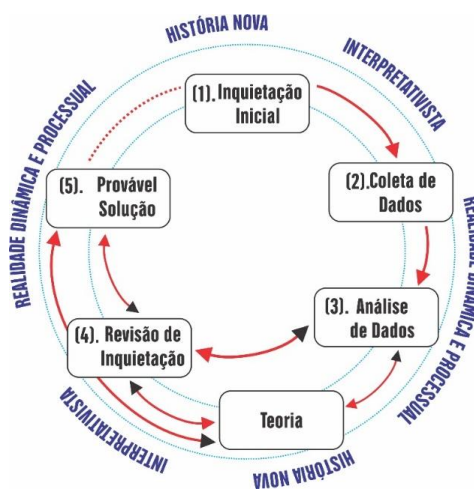 HISTÓRIA NOVA
INTERPRETATIVISTA
REALIDADE DINÂMICA E PROCESSUAL
(1). Inquietação
Inicial
(2).Coleta de
Dados
(3). Análise
de Dados
REALIDADE DINÂMICA E PROCESSUAL
(5). Provável
Solução
(4). Revisão de
Inquietação
Teoria
INTERPRETATIVISTA
HISTÓRIA NOVA